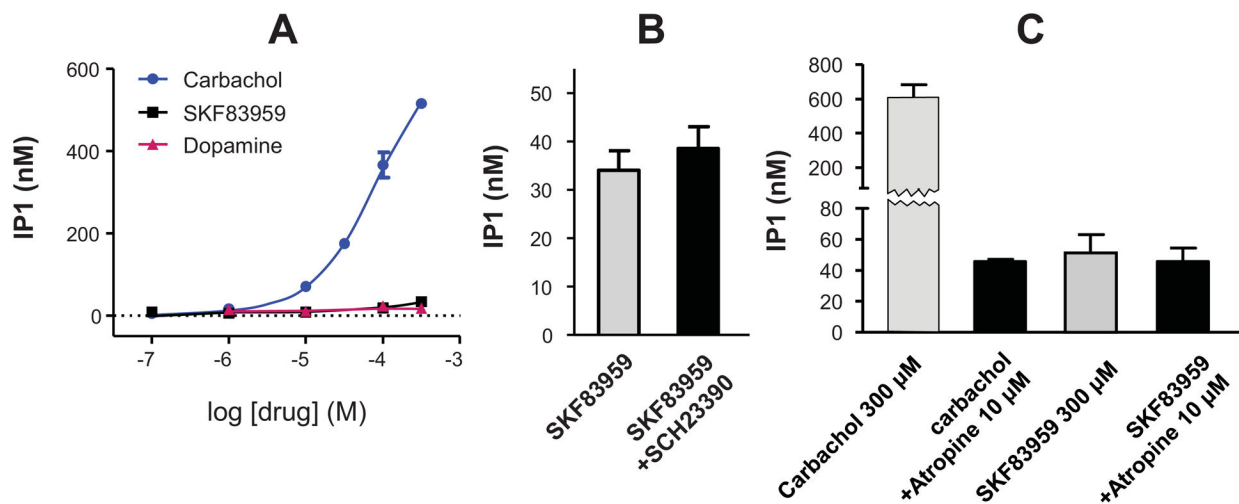 A
IP1 (nM)
600
400
200
0
Carbachol
SKF83959
Dopamine
-7
-6
-5
-4
-3
log [drug] (M)
B
IP1 (nM)
50
40
30
20
10
0
SKF83959
SKF83959
+SCH23390
C
IP1 (nM)
800
600
400
200
80
60
40
20
0
Carbachol 300 µM
carbachol
+Atropine 10 µM
SKF83959 300 µM
SKF83959
+Atropine 10 µM